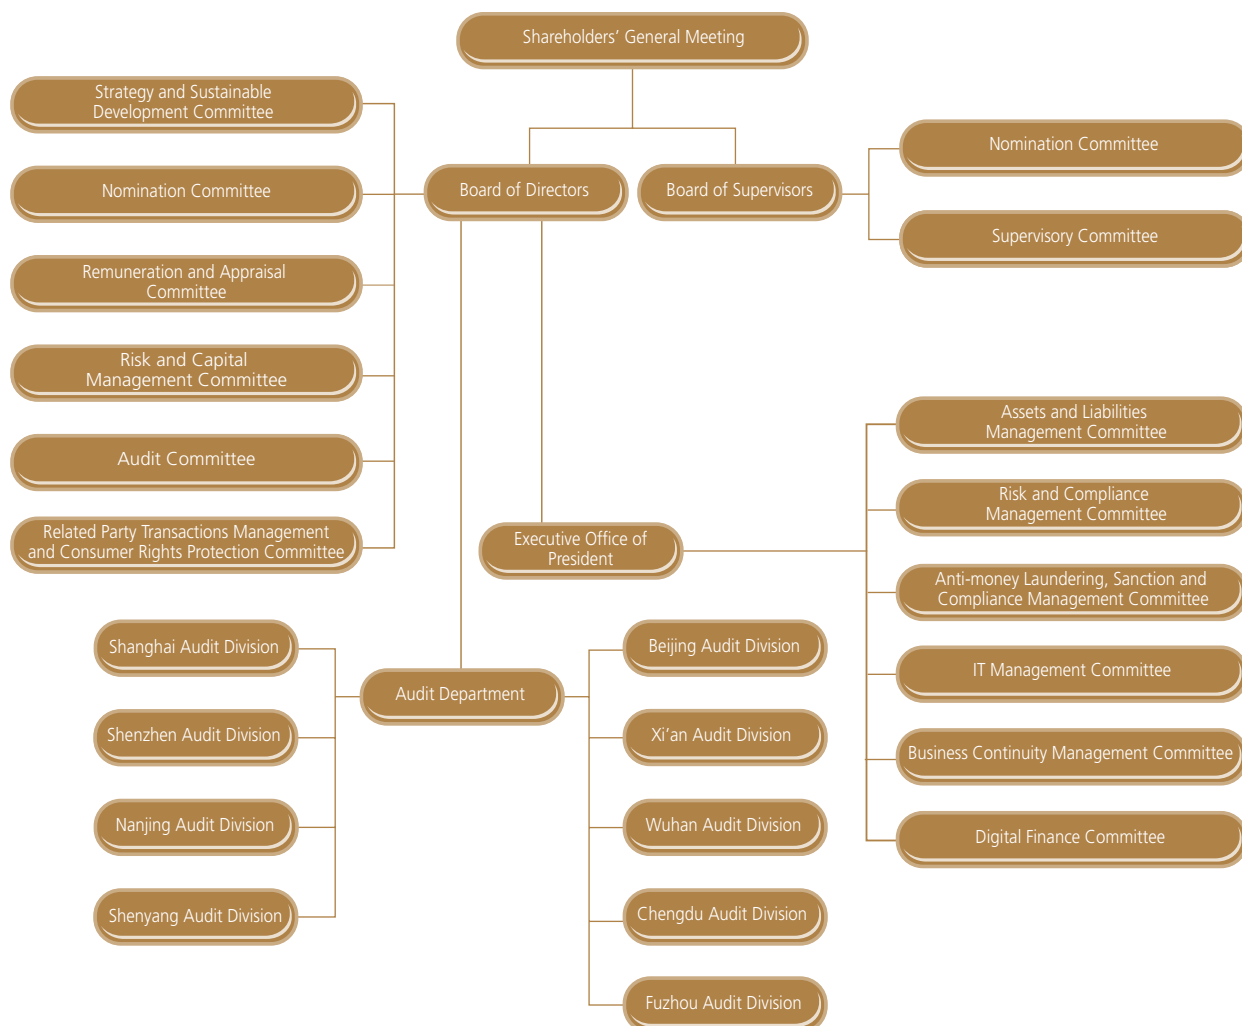 Shareholders’ General Meeting
Strategy and Sustainable
Development Committee
Nomination Committee
Remuneration and Appraisal
Committee
Risk and Capital
Management Committee
Audit Committee
Related Party Transactions Management
and Consumer Rights Protection Committee
Board of Directors
Board of Supervisors
Nomination Committee
Supervisory Committee
Executive Office of
President
Assets and Liabilities
Management Committee
Risk and Compliance
Management Committee
Anti-money Laundering, Sanction and
Compliance Management Committee
IT Management Committee
Business Continuity Management Committee
Digital Finance Committee
Audit Department
Shanghai Audit Division
Shenzhen Audit Division
Nanjing Audit Division
Shenyang Audit Division
Beijing Audit Division
Xi’an Audit Division
Wuhan Audit Division
Chengdu Audit Division
Fuzhou Audit Division